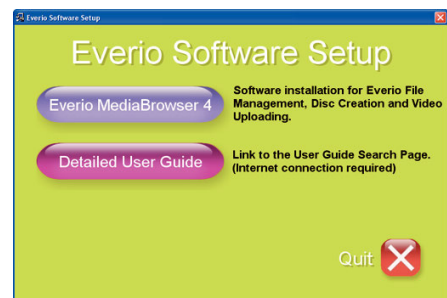 Everio Software Setup
Everio Software Setup
Everio MediaBrowser 4
Software installation for Everio File
Management, Disc Creation and Video
Uploading.
Detailed User Guide
Link to the User Guide Search Page.
(Internet connection required)
Quit